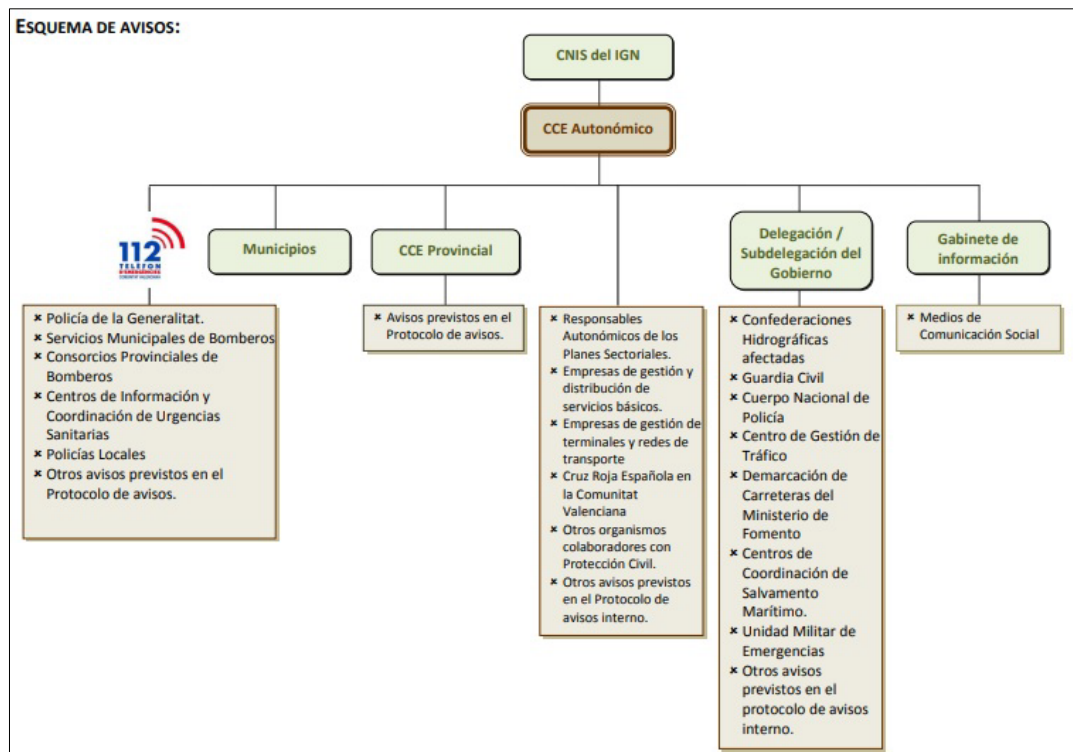 ESQUEMA DE AVISOS:
CNIS del IGN
CCE Autonómico
112
TELEFON
D'EMERGÈNCIES
COMUNITAT VALENCIANA
Municipios
CCE Provincial
Delegación /
Subdelegación del
Gobierno
Gabinete de
información
× Policía de la Generalitat.
× Servicios Municipales de Bomberos
× Consorcios Provinciales de
Bomberos
× Centros de Información y
Coordinación de Urgencias
Sanitarias
× Policías Locales
× Otros avisos previstos en el
Protocolo de avisos.
× Avisos previstos en el
Protocolo de avisos.
× Responsables
Autonómicos de los
Planes Sectoriales.
× Empresas de gestión y
distribución de
servicios básicos.
× Empresas de gestión de
terminales y redes de
transporte
× Cruz Roja Española en
la Comunitat
Valenciana
× Otros organismos
colaboradores con
Protección Civil.
× Otros avisos previstos
en el Protocolo de
avisos interno.
× Confederaciones
Hidrográficas
afectadas
× Guardia Civil
× Cuerpo Nacional de
Policía
× Centro de Gestión de
Tráfico
× Demarcación de
Carreteras del
Ministerio de
Fomento
× Centros de
Coordinación de
Salvamento
Marítimo.
× Unidad Militar de
Emergencias
× Otros avisos
previstos en el
protocolo de avisos
interno.
× Medios de
Comunicación Social